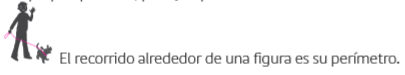 El recorrido alrededor de una figura es su perímetro.